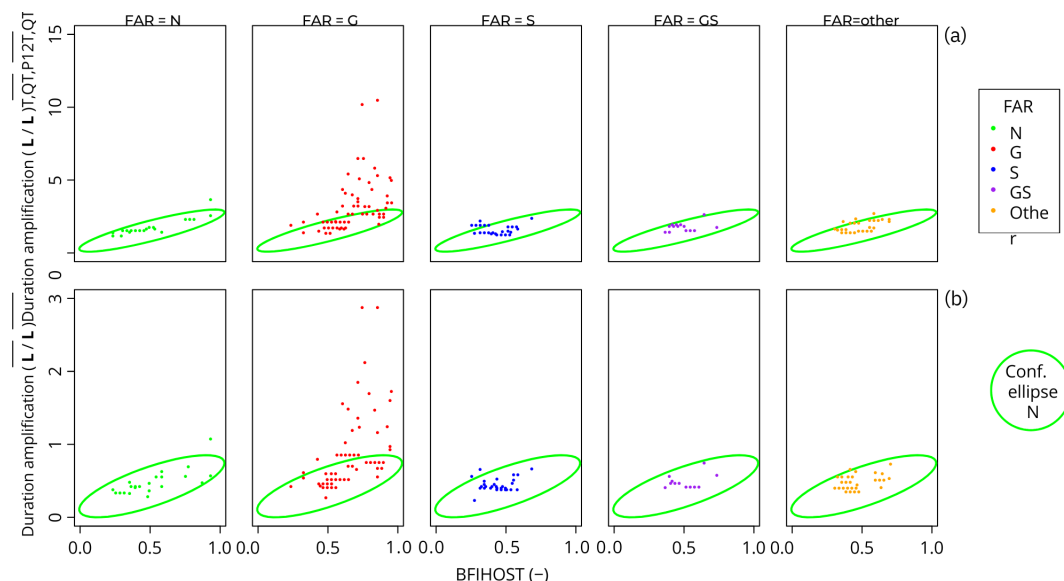 FAR = N FAR = G FAR = S FAR = GS FAR=other
(a)
15
10
5
0
Duration amplification ( L / L )T,QT,P12T,QT
FAR
N
G
S
GS
Othe
r
(b)
3
2
1
0
Duration amplification ( L / L )T,QT,
Conf.
ellipse
N
0.0 0.5 1.0 0.0 0.5 1.0 0.0 0.5 1.0 0.0 0.5 1.0 0.0 0.5 1.0
BFIHOST (−)